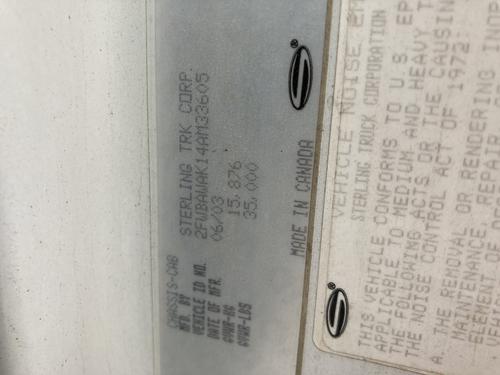 CHASSIS-CAB
MFD. BY STERLING TRK CORP.
VEHICLE ID NO. 2FWBAWAK14AM33605
DATE OF MFR. 06/03
GVWR-KG 15,876
GVWR-LBS 35,000
MADE IN CANADA
VEHICLE NOISE EM
STERLING TRUCK CORPORATION
THIS VEHICLE CONFORMS TO U.S. EP
APPLICABLE TO MEDIUM AND HEAVY T
THE FOLLOWING ACTS OR THE CAUSIN
THE NOISE CONTROL ACT OF 1972:
A. THE REMOVAL OR RENDERING INOP
MAINTENANCE, REPAIR